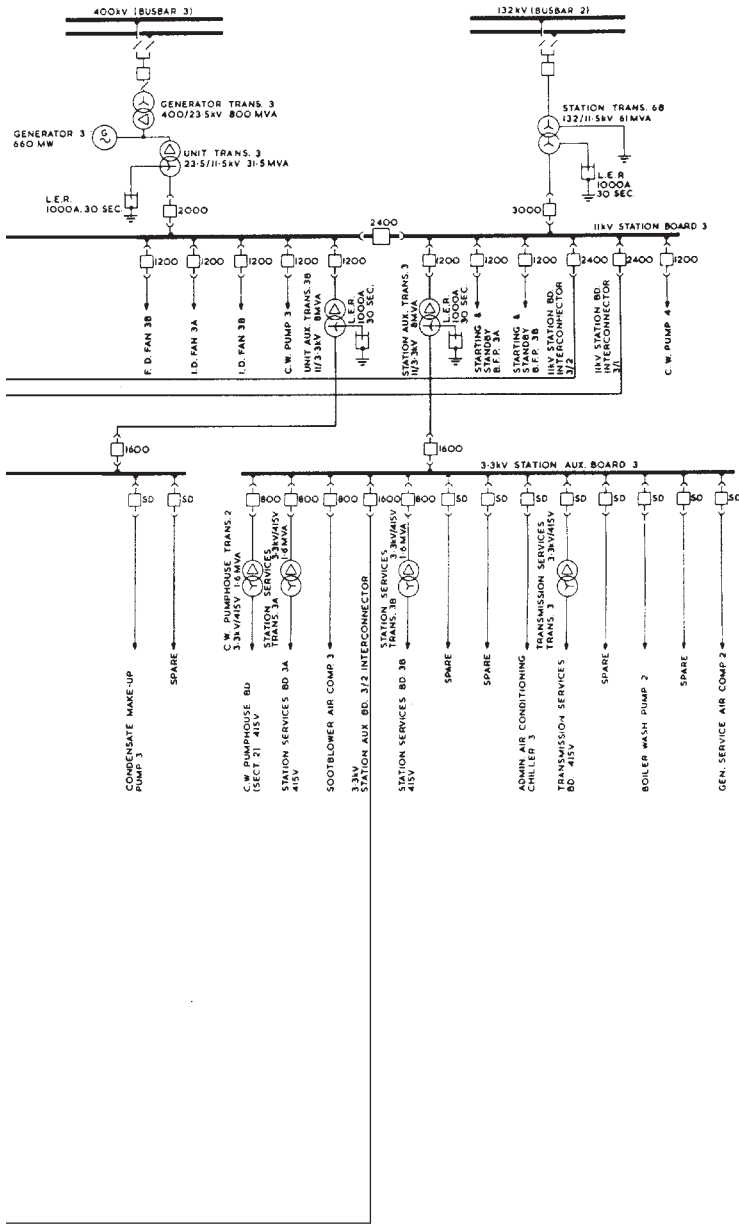 400kV (BUSBAR 3)
132kV (BUSBAR 2)
GENERATOR TRANS. 3
400/23·5kV 800 MVA
GENERATOR 3
660 MW
G
UNIT TRANS. 3
23·5/11·5kV 31·5 MVA
L.E.R.
1000A. 30 SEC.
2000
STATION TRANS. 6B
132/11·5kV 61 MVA
L.E.R
1000A
30 SEC.
3000
2400
11kV STATION BOARD 3
1200
1200
1200
1200
1200
1200
1200
1200
2400
2400
1200
F. D. FAN 3B
I.D. FAN 3A
I.D. FAN 3B
C.W. PUMP 3
UNIT AUX. TRANS. 3B
11/3·3kV 8MVA
L.E.R
1000A
30 SEC.
STATION AUX. TRANS. 3
11/3·3kV 8MVA
L.E.R
1000A
30 SEC.
STARTING &
STANDBY
B.F.P. 3A
STARTING &
STANDBY
B.F.P. 3B
11kV STATION BD.
INTERCONNECTOR
3/2
11kV STATION BD.
INTERCONNECTOR
3/1
C.W. PUMP 4
1600
1600
3·3kV STATION AUX. BOARD 3
SD
SD
800
800
800
1600
800
SD
SD
SD
SD
SD
SD
SD
SD
C.W. PUMPHOUSE TRANS. 2
3·3kV/415V 1·6 MVA
STATION SERVICES
TRANS. 3A
3·3kV/415V
1·6 MVA
STATION SERVICES
TRANS. 3B
3·3kV/415V
1·6 MVA
TRANSMISSION SERVICES
TRANS. 3
3·3kV/415V
CONDENSATE MAKE-UP
PUMP 3
SPARE
C.W PUMPHOUSE BD
(SECT. 2) 415V
STATION SERVICES BD 3A
415V
SOOTBLOWER AIR COMP. 3
3·3kV
STATION AUX BD. 3/2 INTERCONNECTOR
STATION SERVICES BD. 3B
415V
SPARE
SPARE
ADMIN. AIR CONDITIONING
CHILLER 3
TRANSMISSION SERVICES
BD. 415V
SPARE
BOILER WASH PUMP 2
SPARE
GEN. SERVICE AIR COMP 2